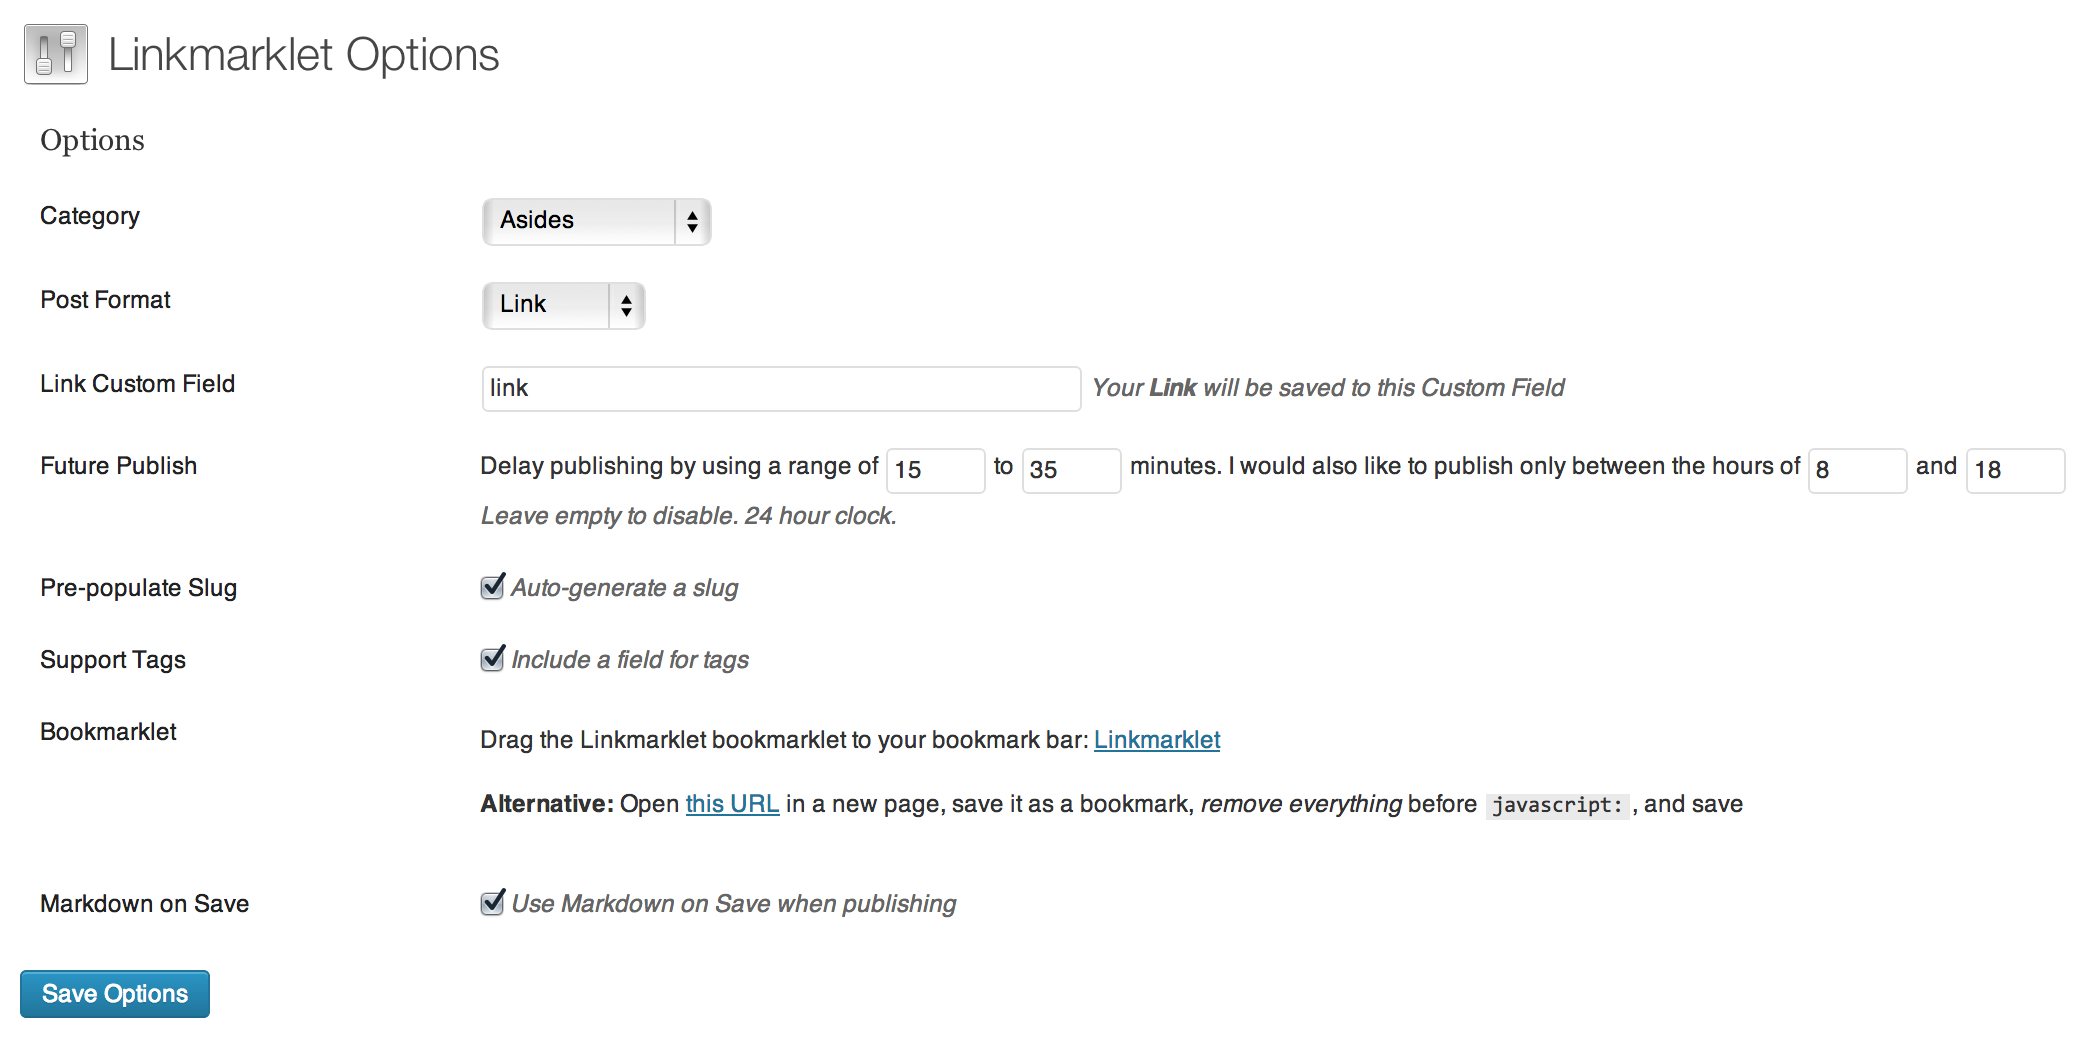 Linkmarklet Options
Options
Category
Asides
Post Format
Link
Link Custom Field
link
Your Link will be saved to this Custom Field
Future Publish
Delay publishing by using a range of 15 to 35 minutes. I would also like to publish only between the hours of 8 and 18
Leave empty to disable. 24 hour clock.
Pre-populate Slug
Auto-generate a slug
Support Tags
Include a field for tags
Bookmarklet
Drag the Linkmarklet bookmarklet to your bookmark bar: Linkmarklet
Alternative: Open this URL in a new page, save it as a bookmark, remove everything before javascript: , and save
Markdown on Save
Use Markdown on Save when publishing
Save Options